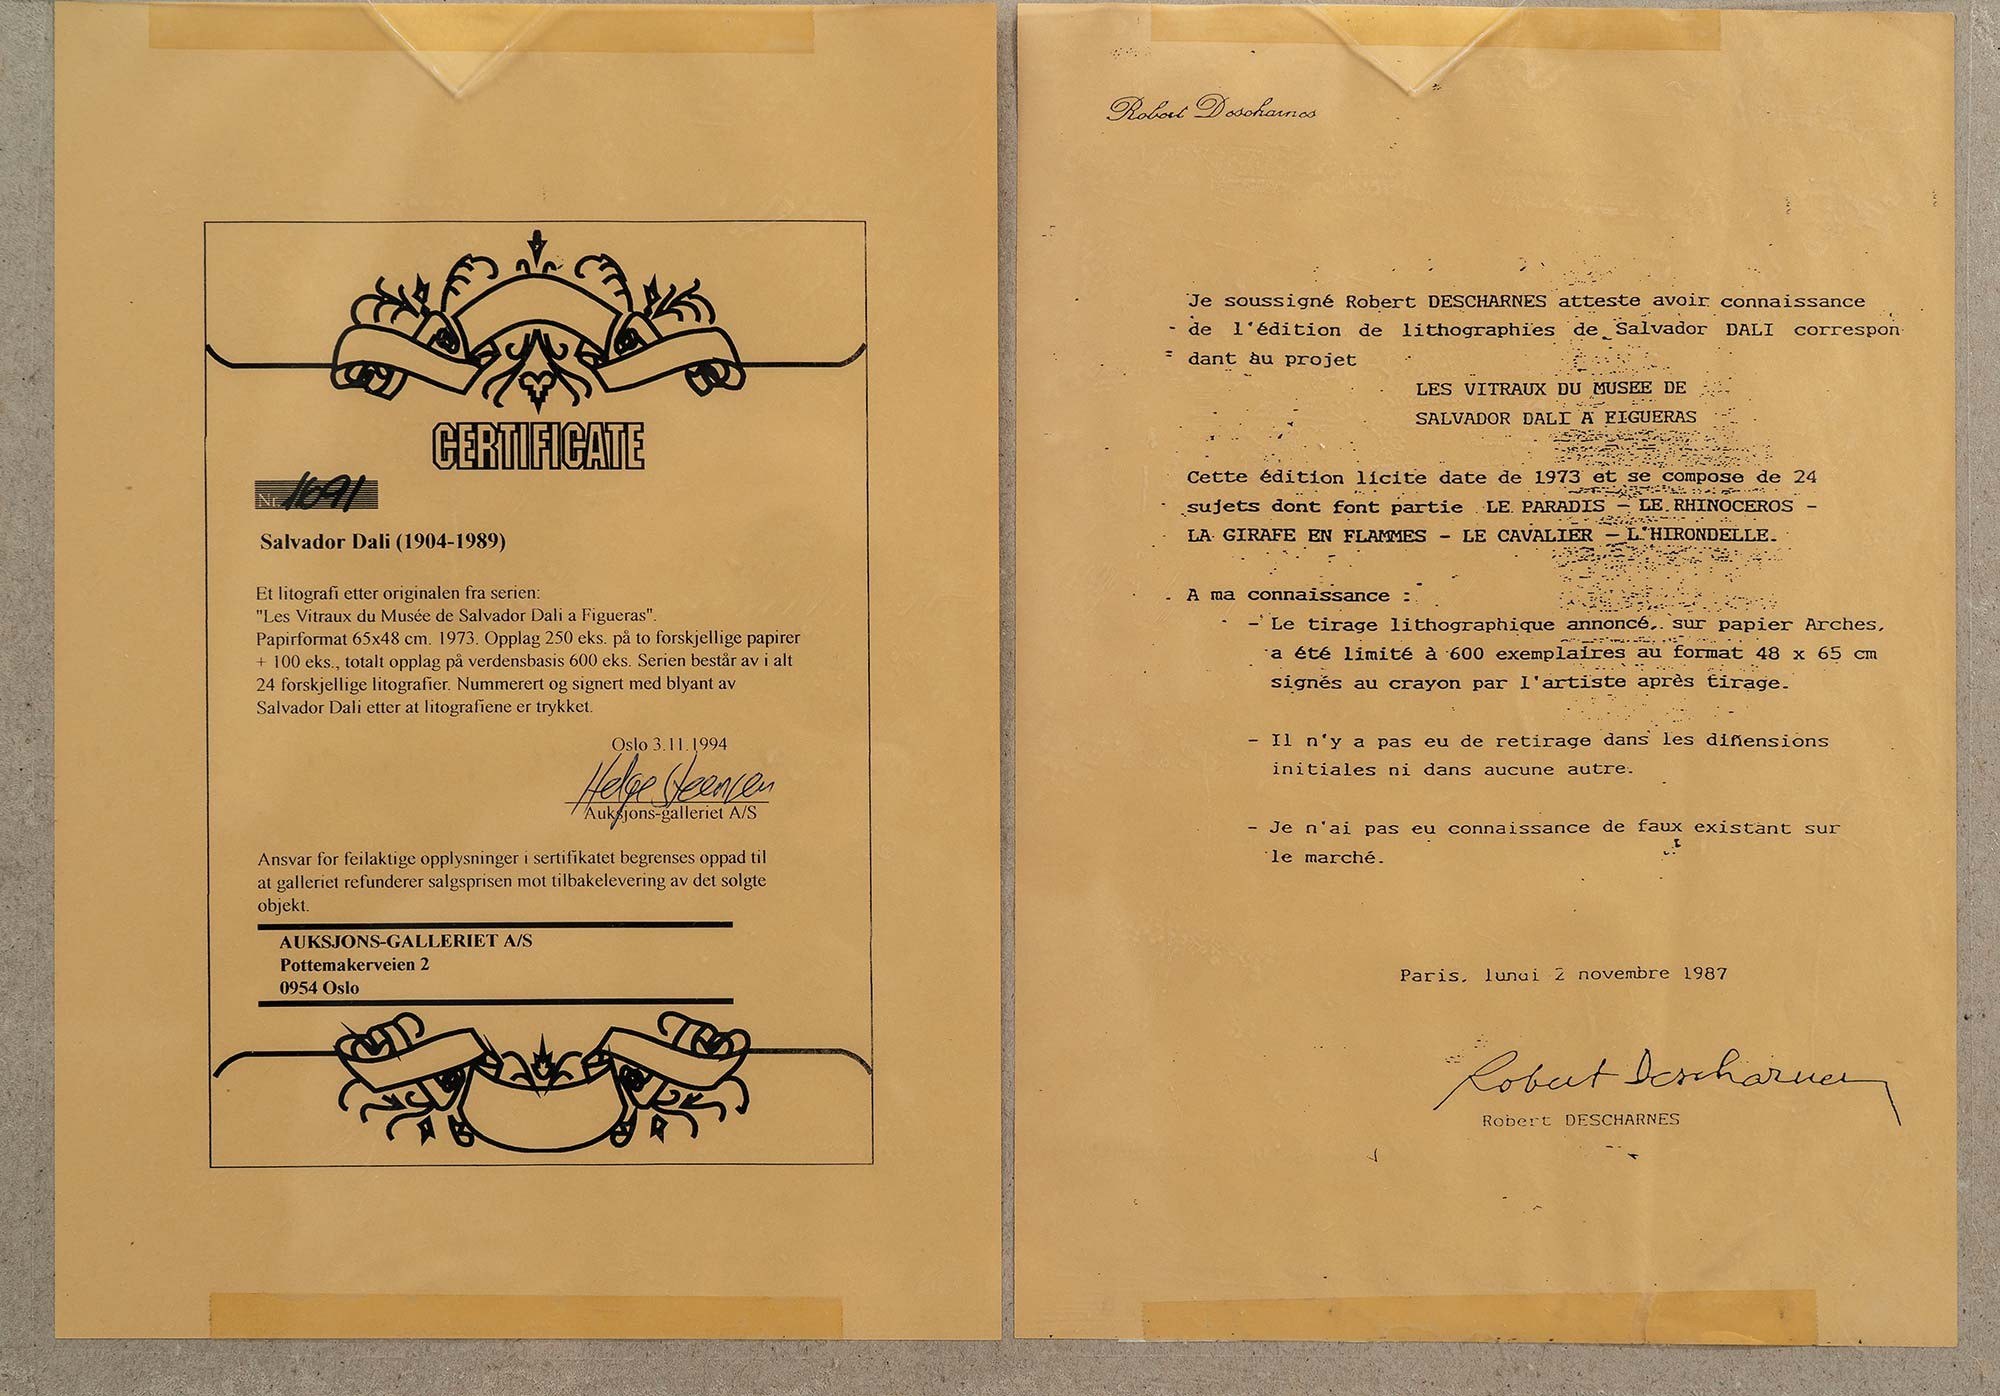 CERTIFICATE
Nr. 1691
Salvador Dali (1904-1989)
Et litografi etter originalen fra serien:
"Les Vitraux du Musée de Salvador Dali a Figueras".
Papirformat 65x48 cm. 1973. Opplag 250 eks. på to forskjellige papirer
+ 100 eks., totalt opplag på verdensbasis 600 eks. Serien består av i alt
24 forskjellige litografier. Nummerert og signert med blyant av
Salvador Dali etter at litografiene er trykket.
Oslo 3.11.1994
Helge Steensen
Auksjons-galleriet A/S
Ansvar for feilaktige opplysninger i sertifikatet begrenses oppad til
at galleriet refunderer salgsprisen mot tilbakelevering av det solgte
objekt.
AUKSJONS-GALLERIET A/S
Pottemakerveien 2
0954 Oslo
Robert Descharnes
Je soussigné Robert DESCHARNES atteste avoir connaissance
de l'édition de lithographies de Salvador DALI correspon
dant au projet
LES VITRAUX DU MUSEE DE
SALVADOR DALI A FIGUERAS
Cette édition licite date de 1973 et se compose de 24
sujets dont font partie LE PARADIS - LE RHINOCEROS -
LA GIRAFE EN FLAMMES - LE CAVALIER - L'HIRONDELLE.
A ma connaissance :
- Le tirage lithographique annoncé, sur papier Arches,
a été limité à 600 exemplaires au format 48 x 65 cm
signés au crayon par l'artiste après tirage.
- Il n'y a pas eu de retirage dans les dimensions
initiales ni dans aucune autre.
- Je n'ai pas eu connaissance de faux existant sur
le marché.
Paris, lundi 2 novembre 1987
Robert Descharnes
Robert DESCHARNES